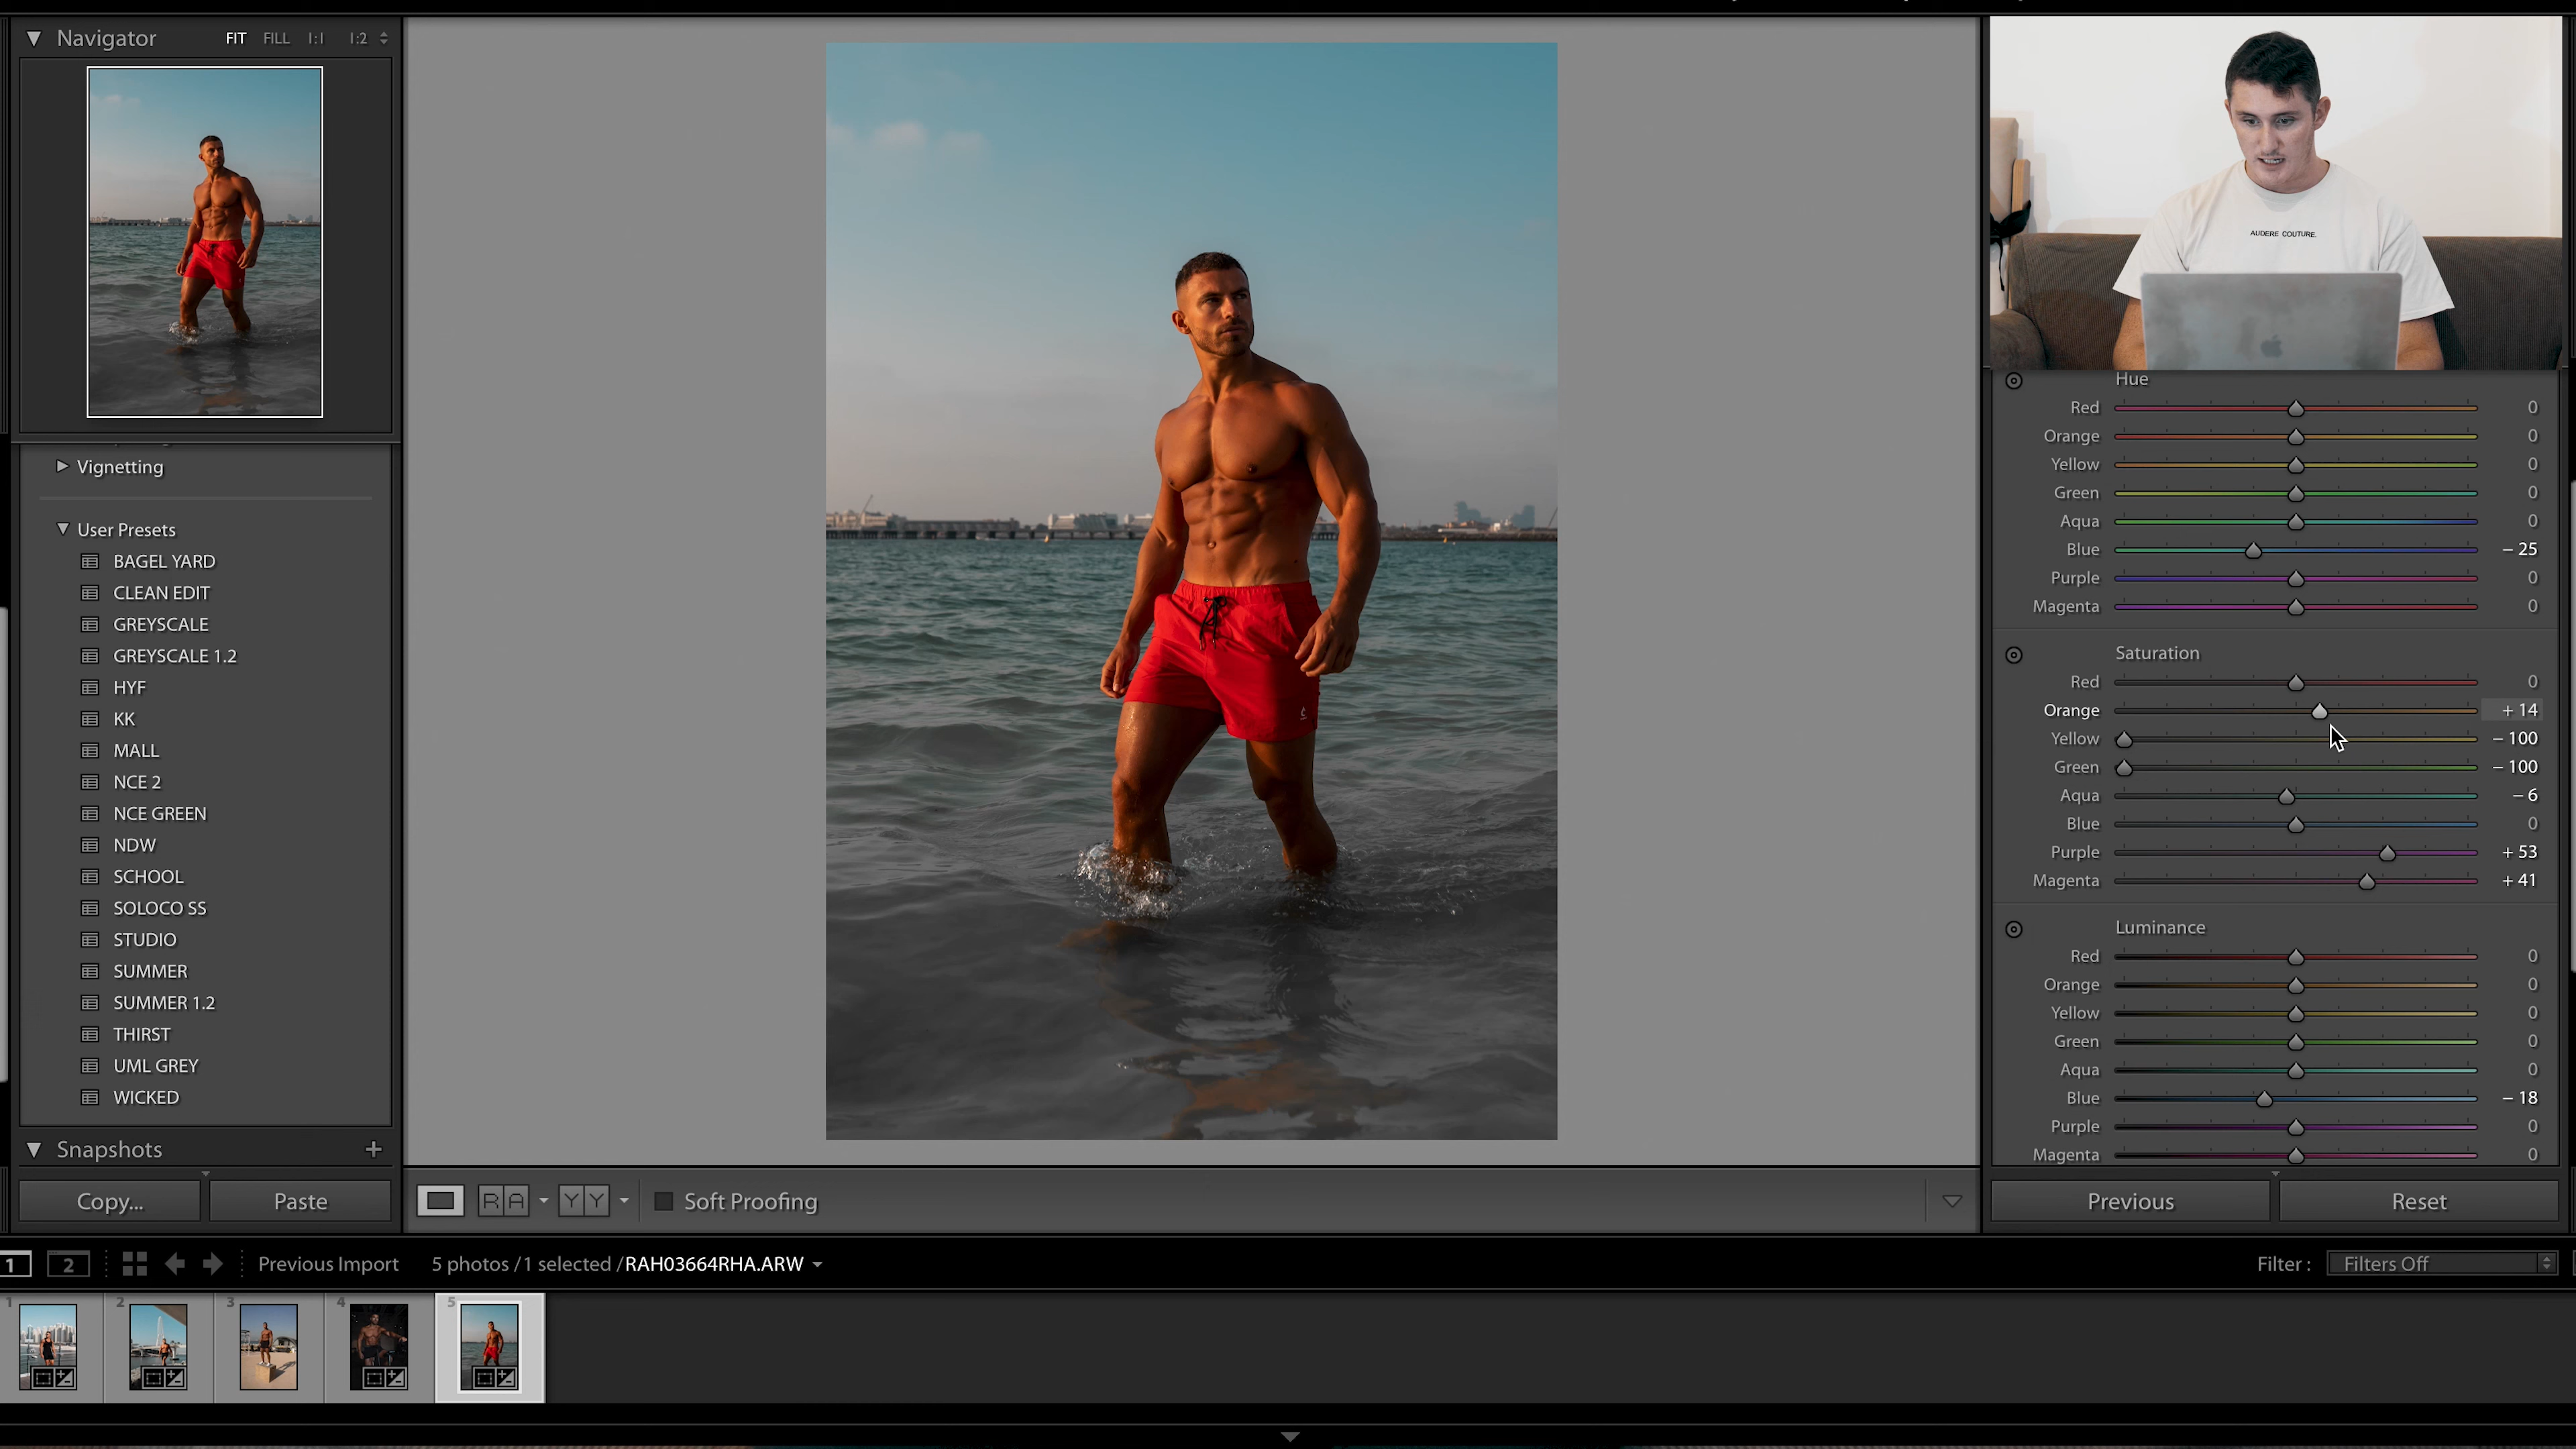 Navigator FIT FILL 1:1 1:2
Vignetting
User Presets
BAGEL YARD
CLEAN EDIT
GREYSCALE
GREYSCALE 1.2
HYF
KK
MALL
NCE 2
NCE GREEN
NDW
SCHOOL
SOLOCO SS
STUDIO
SUMMER
SUMMER 1.2
THIRST
UML GREY
WICKED
Snapshots +
Copy... Paste
R A Y Y Soft Proofing
AUDERE COUTURE.
Hue
Red 0
Orange 0
Yellow 0
Green 0
Aqua 0
Blue - 25
Purple 0
Magenta 0
Saturation
Red 0
Orange + 14
Yellow - 100
Green - 100
Aqua - 6
Blue 0
Purple + 53
Magenta + 41
Luminance
Red 0
Orange 0
Yellow 0
Green 0
Aqua 0
Blue - 18
Purple 0
Magenta 0
Previous Reset
1 2 Previous Import 5 photos / 1 selected / RAH03664RHA.ARW Filter : Filters Off
1 2 3 4 5